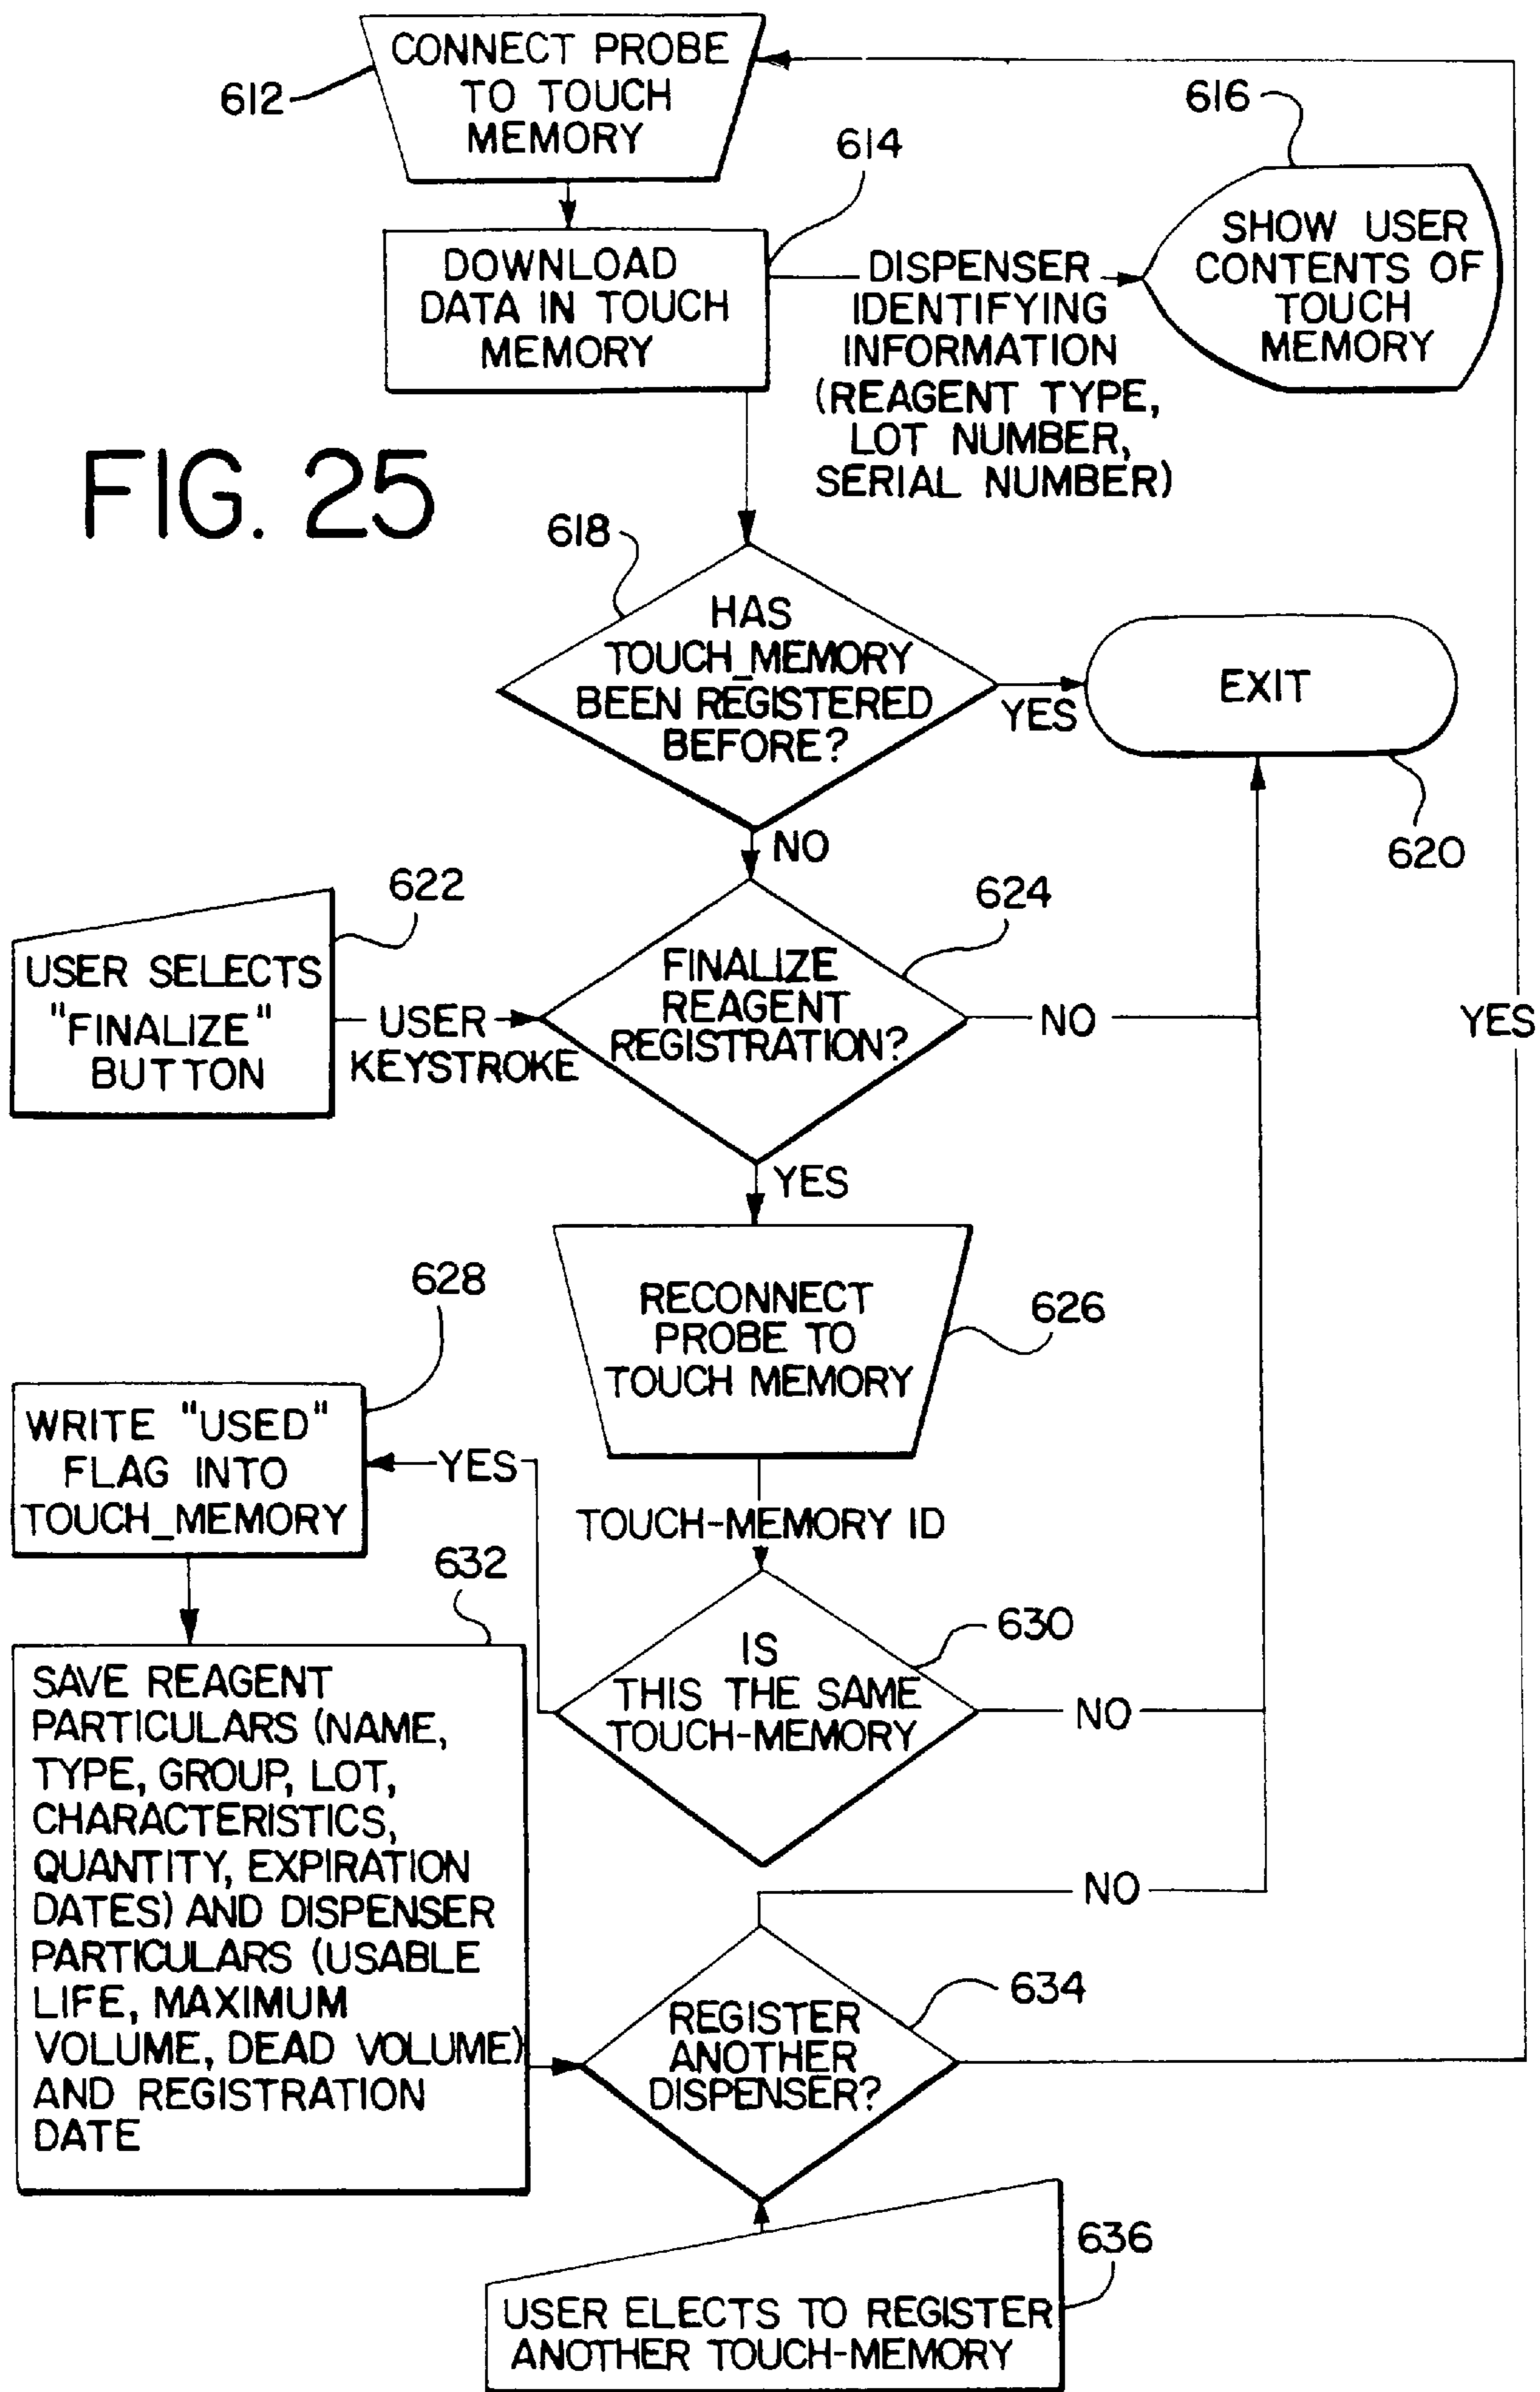 CONNECT PROBE
TO TOUCH
MEMORY
612
614
616
DOWNLOAD
DATA IN TOUCH
MEMORY
DISPENSER
IDENTIFYING
INFORMATION
(REAGENT TYPE,
LOT NUMBER,
SERIAL NUMBER)
SHOW USER
CONTENTS OF
TOUCH
MEMORY
FIG. 25
618
HAS
TOUCH_MEMORY
BEEN REGISTERED
BEFORE?
YES
EXIT
620
NO
622
USER SELECTS
"FINALIZE"
BUTTON
USER
KEYSTROKE
624
FINALIZE
REAGENT
REGISTRATION?
NO
YES
YES
RECONNECT
PROBE TO
TOUCH MEMORY
626
628
WRITE "USED"
FLAG INTO
TOUCH_MEMORY
YES
TOUCH-MEMORY ID
630
IS
THIS THE SAME
TOUCH-MEMORY
NO
632
SAVE REAGENT
PARTICULARS (NAME,
TYPE, GROUP, LOT,
CHARACTERISTICS,
QUANTITY, EXPIRATION
DATES) AND DISPENSER
PARTICULARS (USABLE
LIFE, MAXIMUM
VOLUME, DEAD VOLUME)
AND REGISTRATION
DATE
NO
634
REGISTER
ANOTHER
DISPENSER?
636
USER ELECTS TO REGISTER
ANOTHER TOUCH-MEMORY